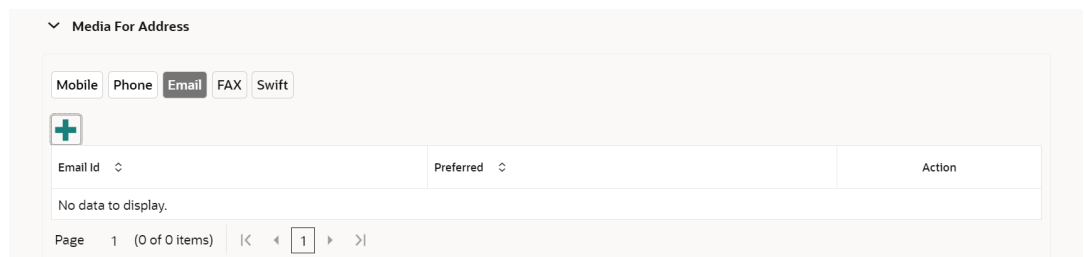 Media For Address
Mobile Phone Email FAX Swift
Email Id Preferred Action
No data to display.
Page 1 (0 of 0 items) 1